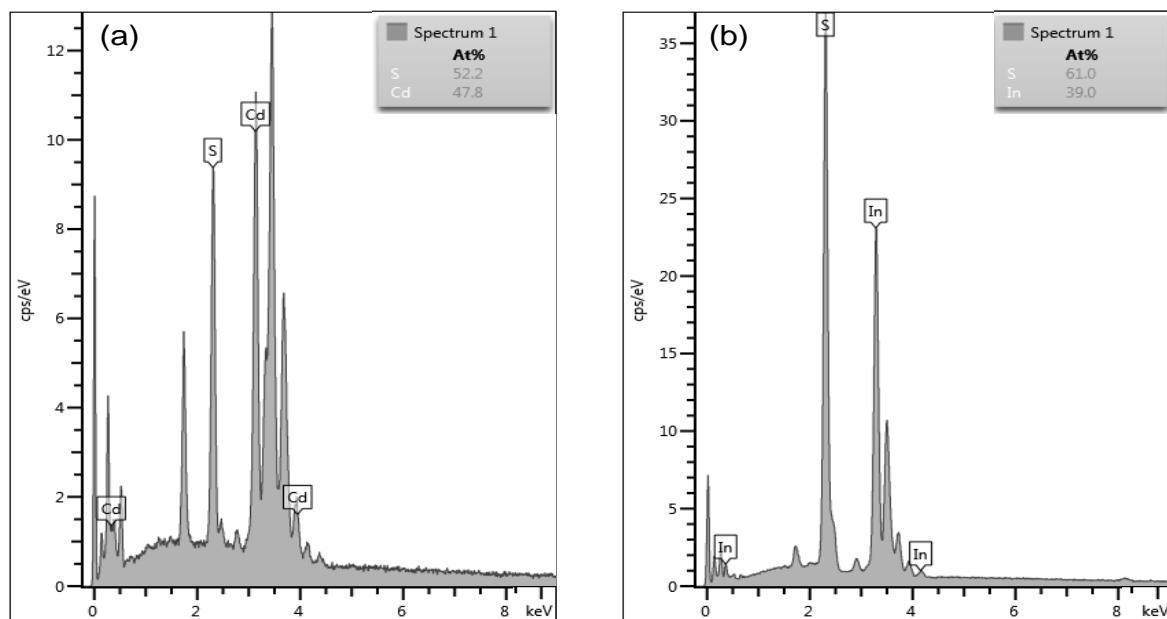 (a)
Spectrum 1
At%
S 52.2
Cd 47.8
12
10
8
6
4
2
0
cps/eV
S
Cd
Cd
Cd
0 2 4 6 8 keV
(b)
Spectrum 1
At%
S 61.0
In 39.0
35
30
25
20
15
10
5
0
cps/eV
S
In
In
In
0 2 4 6 8 keV